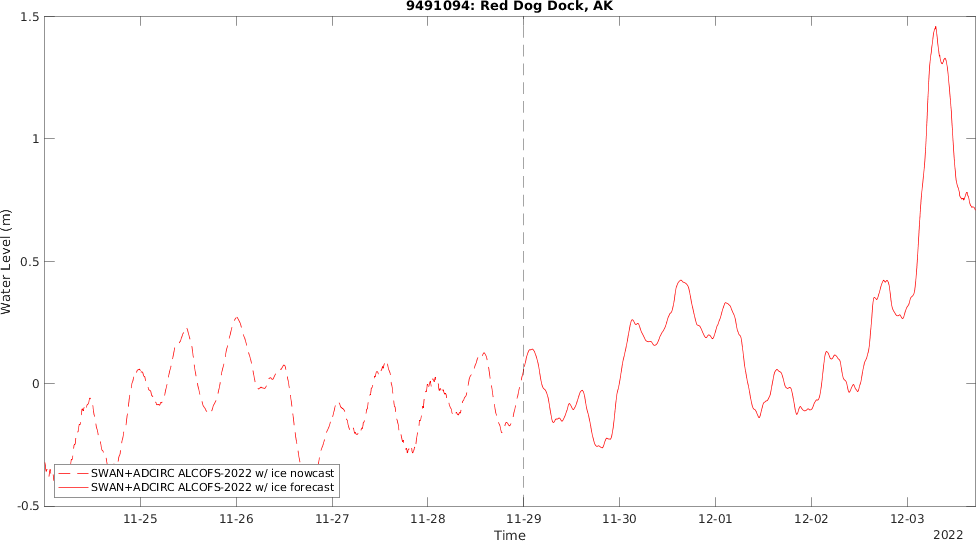 9491094: Red Dog Dock, AK
1.5
1
0.5
0
-0.5
Water Level (m)
SWAN+ADCIRC ALCOFS-2022 w/ ice nowcast
SWAN+ADCIRC ALCOFS-2022 w/ ice forecast
11-25 11-26 11-27 11-28 11-29 11-30 12-01 12-02 12-03
Time
2022